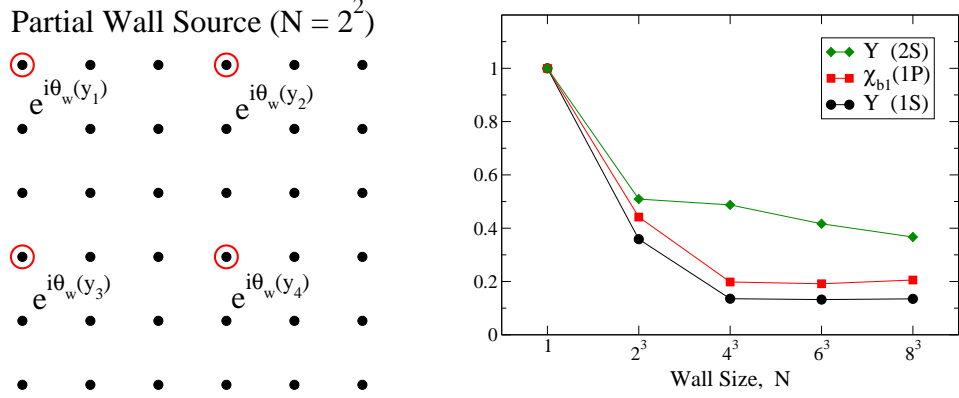 Partial Wall Source (N = 2²)
e^{iθ_w(y_1)}
e^{iθ_w(y_2)}
e^{iθ_w(y_3)}
e^{iθ_w(y_4)}
1
0.8
0.6
0.4
0.2
0
Υ (2S)
χ_{b1}(1P)
Υ (1S)
1 2³ 4³ 6³ 8³
Wall Size, N